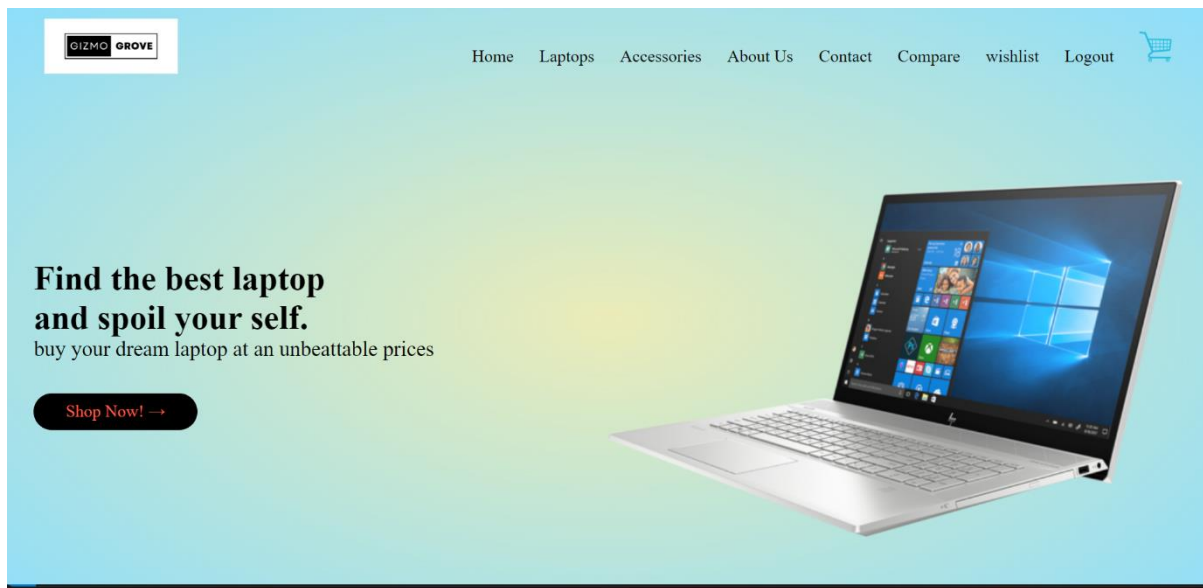 GIZMO GROVE
Home Laptops Accessories About Us Contact Compare wishlist Logout
Find the best laptop
and spoil your self.
buy your dream laptop at an unbeattable prices
Shop Now! →
hp